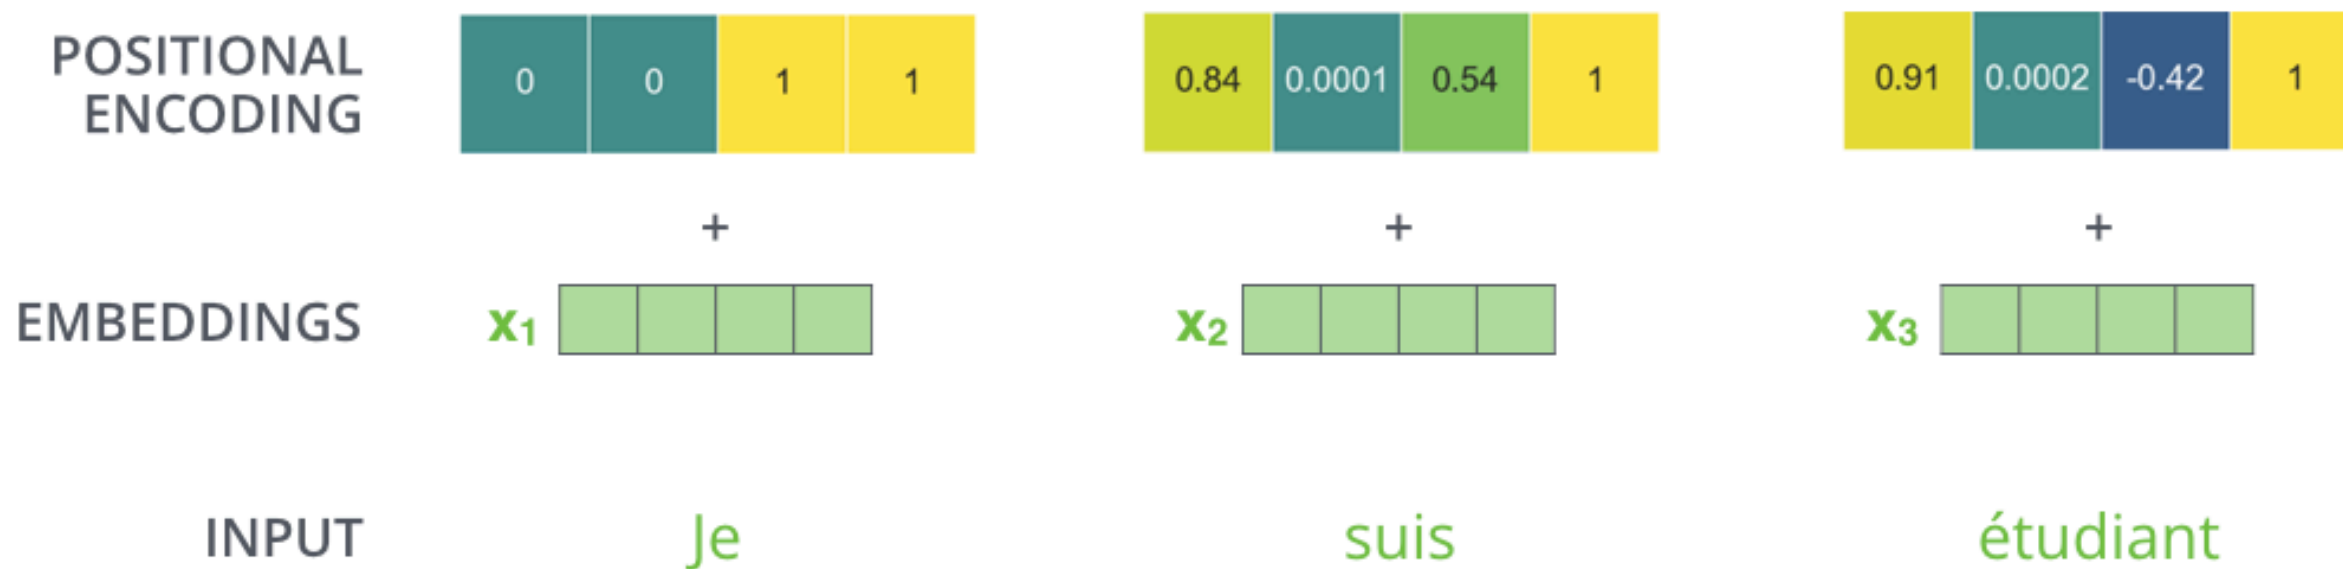 POSITIONAL ENCODING
0 0 1 1
0.84 0.0001 0.54 1
0.91 0.0002 -0.42 1
+ + +
EMBEDDINGS
x1
x2
x3
INPUT
Je
suis
étudiant